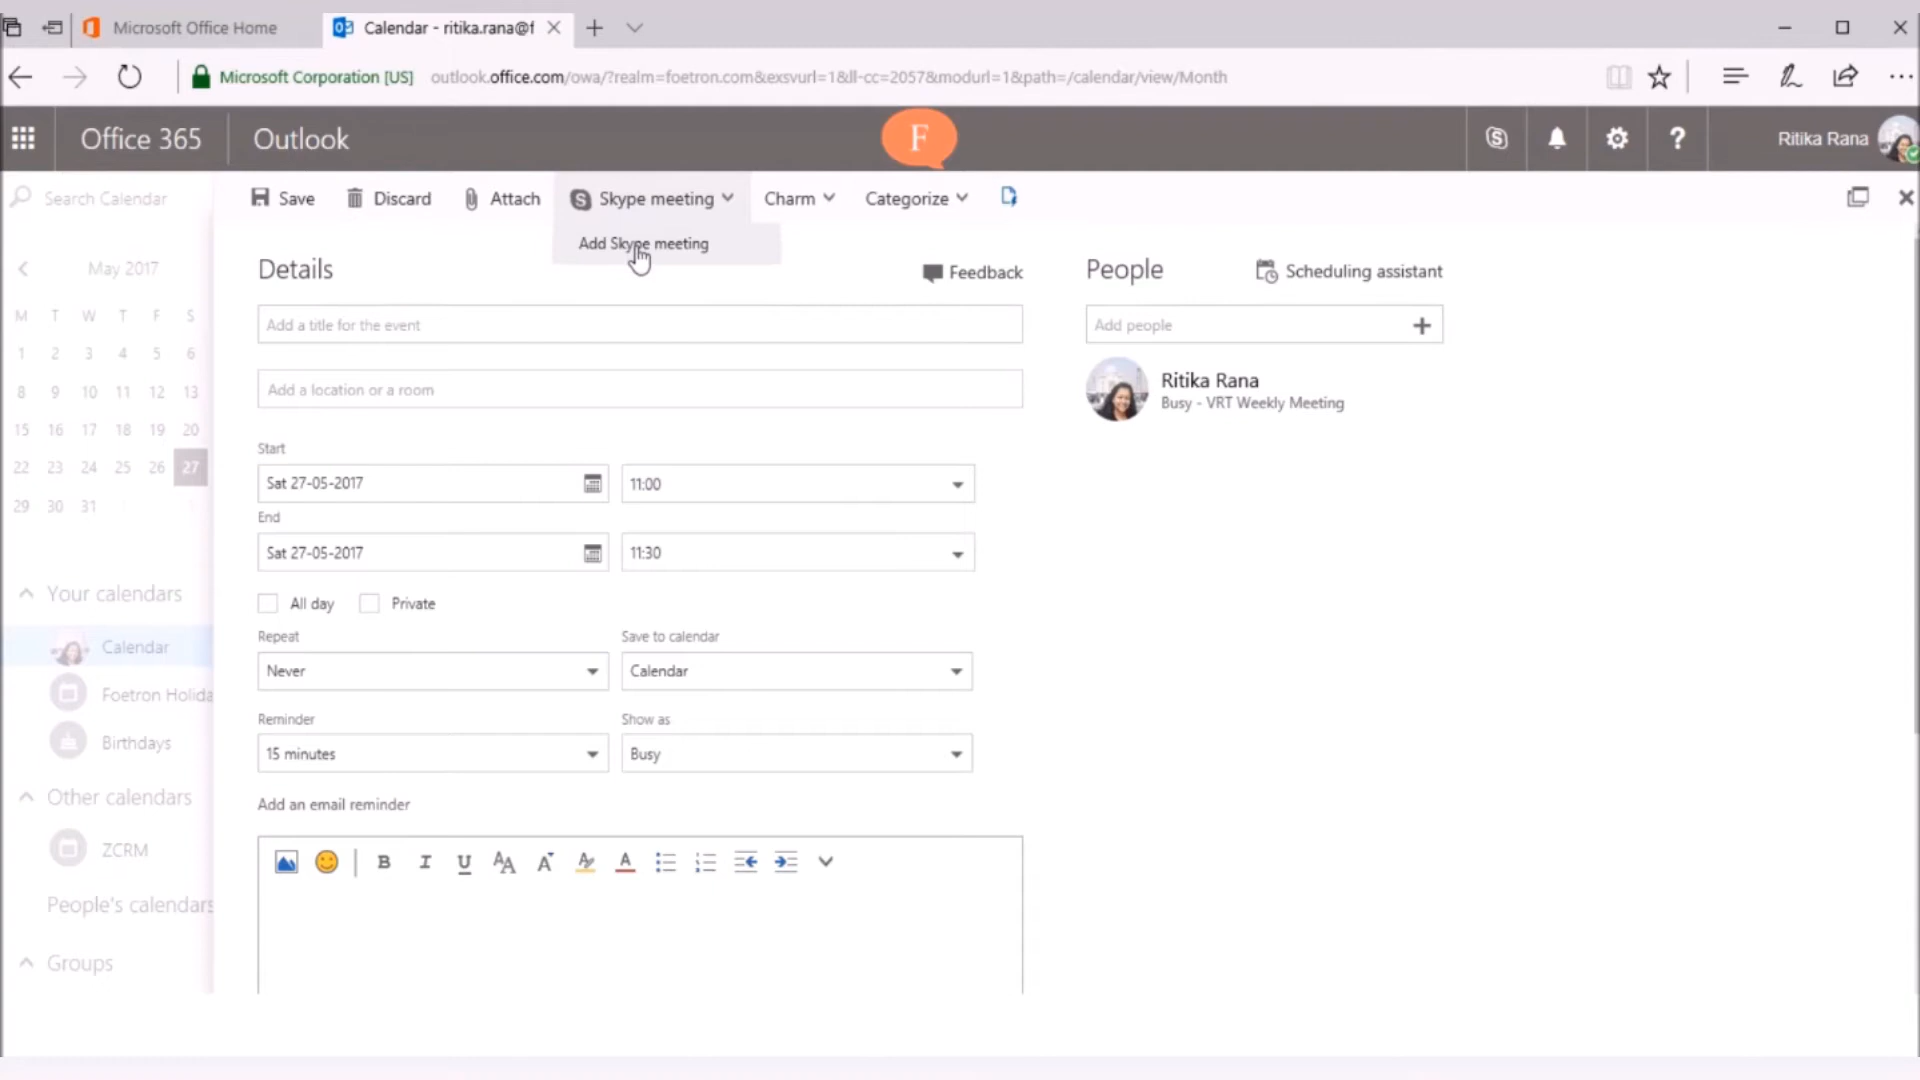 Microsoft Office Home
Calendar - ritika.rana@f
Microsoft Corporation [US] outlook.office.com/owa/?realm=foetron.com&exsvurl=1&ll-cc=2057&modurl=1&path=/calendar/view/Month
Office 365 Outlook
F
Ritika Rana
Search Calendar
Save Discard Attach Skype meeting Charm Categorize
Add Skype meeting
May 2017
M T W T F S
1 2 3 4 5 6
8 9 10 11 12 13
15 16 17 18 19 20
22 23 24 25 26 27
29 30 31
Your calendars
Calendar
Foetron Holida
Birthdays
Other calendars
ZCRM
People's calendars
Groups
Details
Feedback
Add a title for the event
Add a location or a room
Start
Sat 27-05-2017 11:00
End
Sat 27-05-2017 11:30
All day Private
Repeat Save to calendar
Never Calendar
Reminder Show as
15 minutes Busy
Add an email reminder
B I U
People
Scheduling assistant
Add people
Ritika Rana
Busy - VRT Weekly Meeting